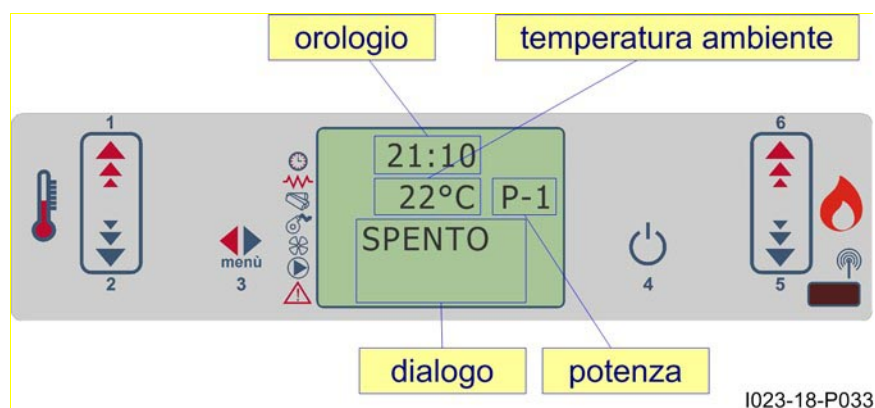 orologio
temperatura ambiente
1
6
21:10
22°C
P-1
SPENTO
menù
2
3
4
5
dialogo
potenza
I023-18-P033